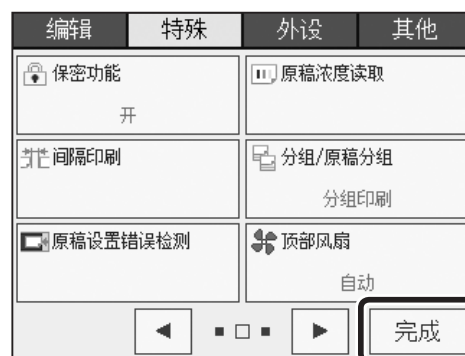 编辑 特殊 外设 其他
保密功能 原稿浓度读取
开
间隔印刷 分组/原稿分组
分组印刷
原稿设置错误检测 顶部风扇
自动
完成